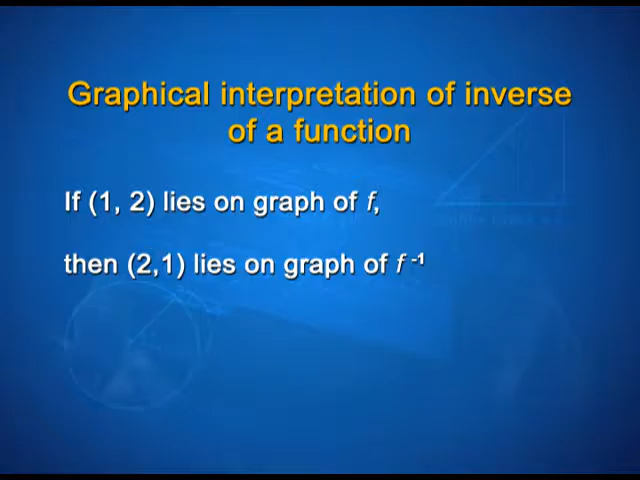 Graphical interpretation of inverse
of a function
If (1, 2) lies on graph of f,
then (2,1) lies on graph of f⁻¹